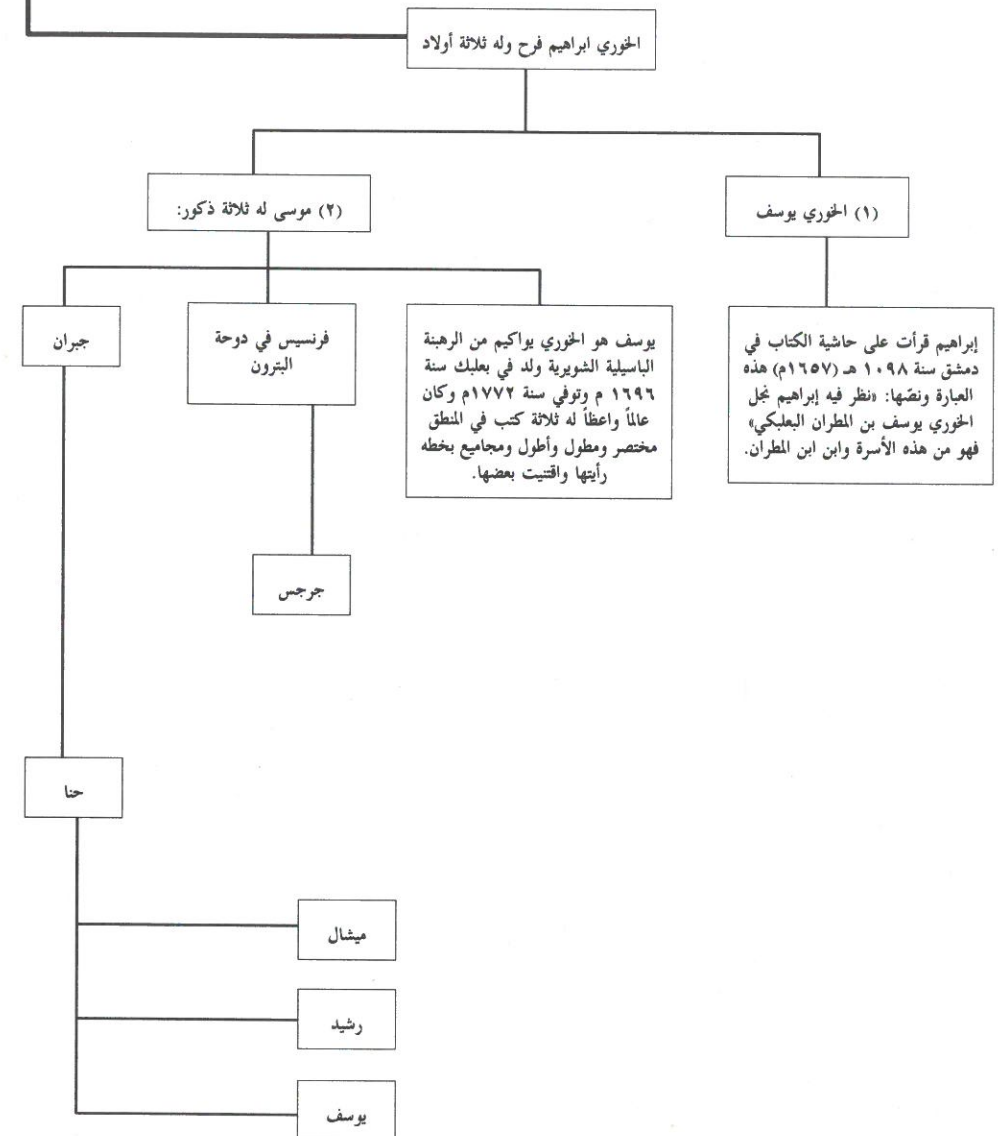 الخوري ابراهيم فرح وله ثلاثة أولاد
(١) الخوري يوسف
(٢) موسى له ثلاثة ذكور:
إبراهيم قرأت على حاشية الكتاب في
دمشق سنة ١٠٩٨ هـ (١٦٥٧م) هذه
العبارة ونصّها: «نظر فيه إبراهيم نجل
الخوري يوسف بن المطران البعلبكي»
فهو من هذه الأسرة وابن ابن المطران.
يوسف هو الخوري يواكيم من الرهبنة
الباسيلية الشويرية ولد في بعلبك سنة
١٦٩٦ م وتوفي سنة ١٧٧٢م وكان
عالماً واعظاً له ثلاثة كتب في المنطق
مختصر ومطول وأطول ومجاميع بخطه
رأيتها واقتنيت بعضها.
فرنسيس في دوحة
البترون
جبران
جرجس
حنا
ميشال
رشيد
يوسف